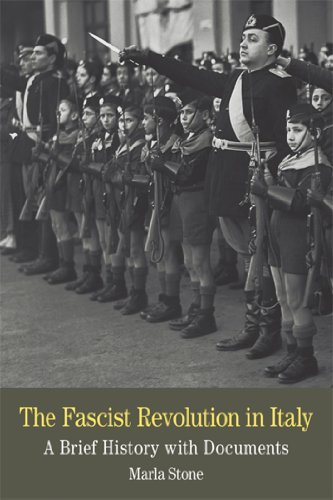 The Fascist Revolution in Italy
A Brief History with Documents
Marla Stone